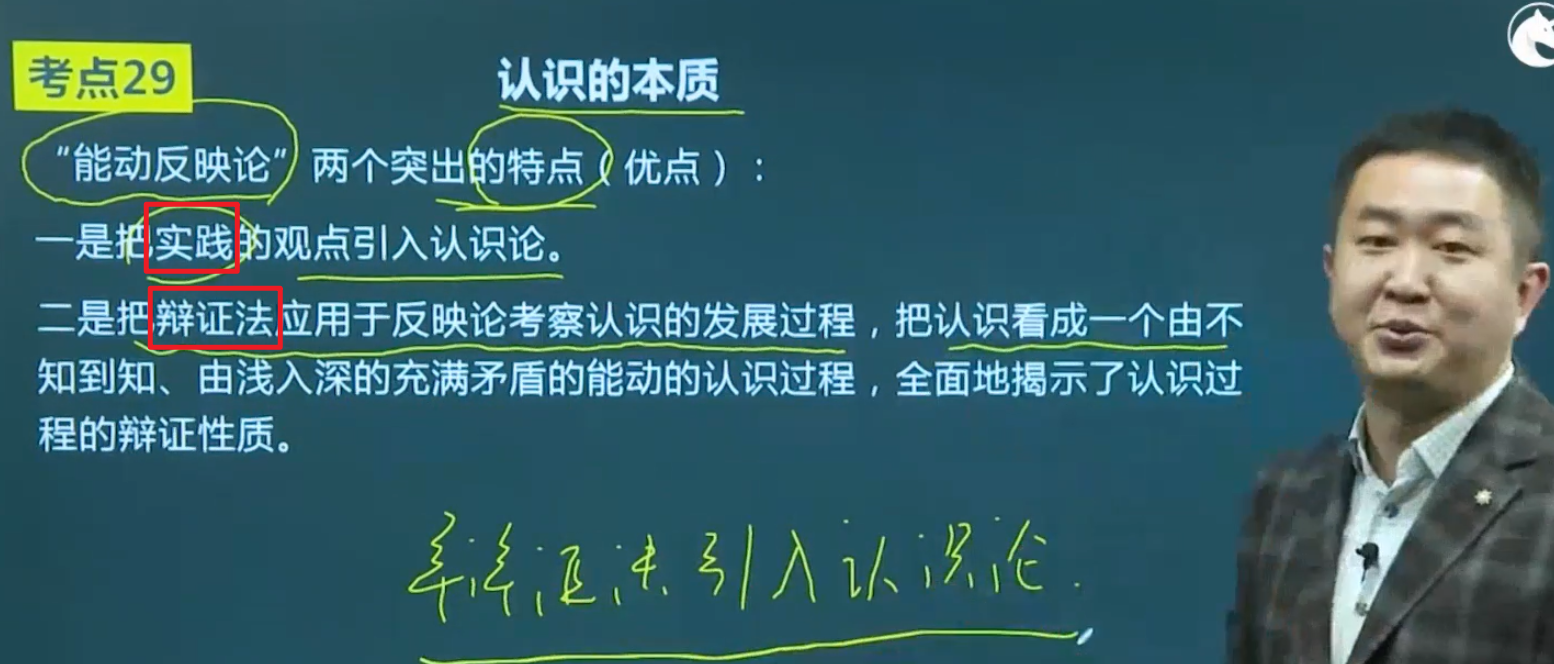 考点29
认识的本质
“能动反映论”两个突出的特点（优点）：
一是把实践的观点引入认识论。
二是把辩证法应用于反映论考察认识的发展过程，把认识看成一个由不
知到知、由浅入深的充满矛盾的能动的认识过程，全面地揭示了认识过
程的辩证性质。
辩证法引入认识论.